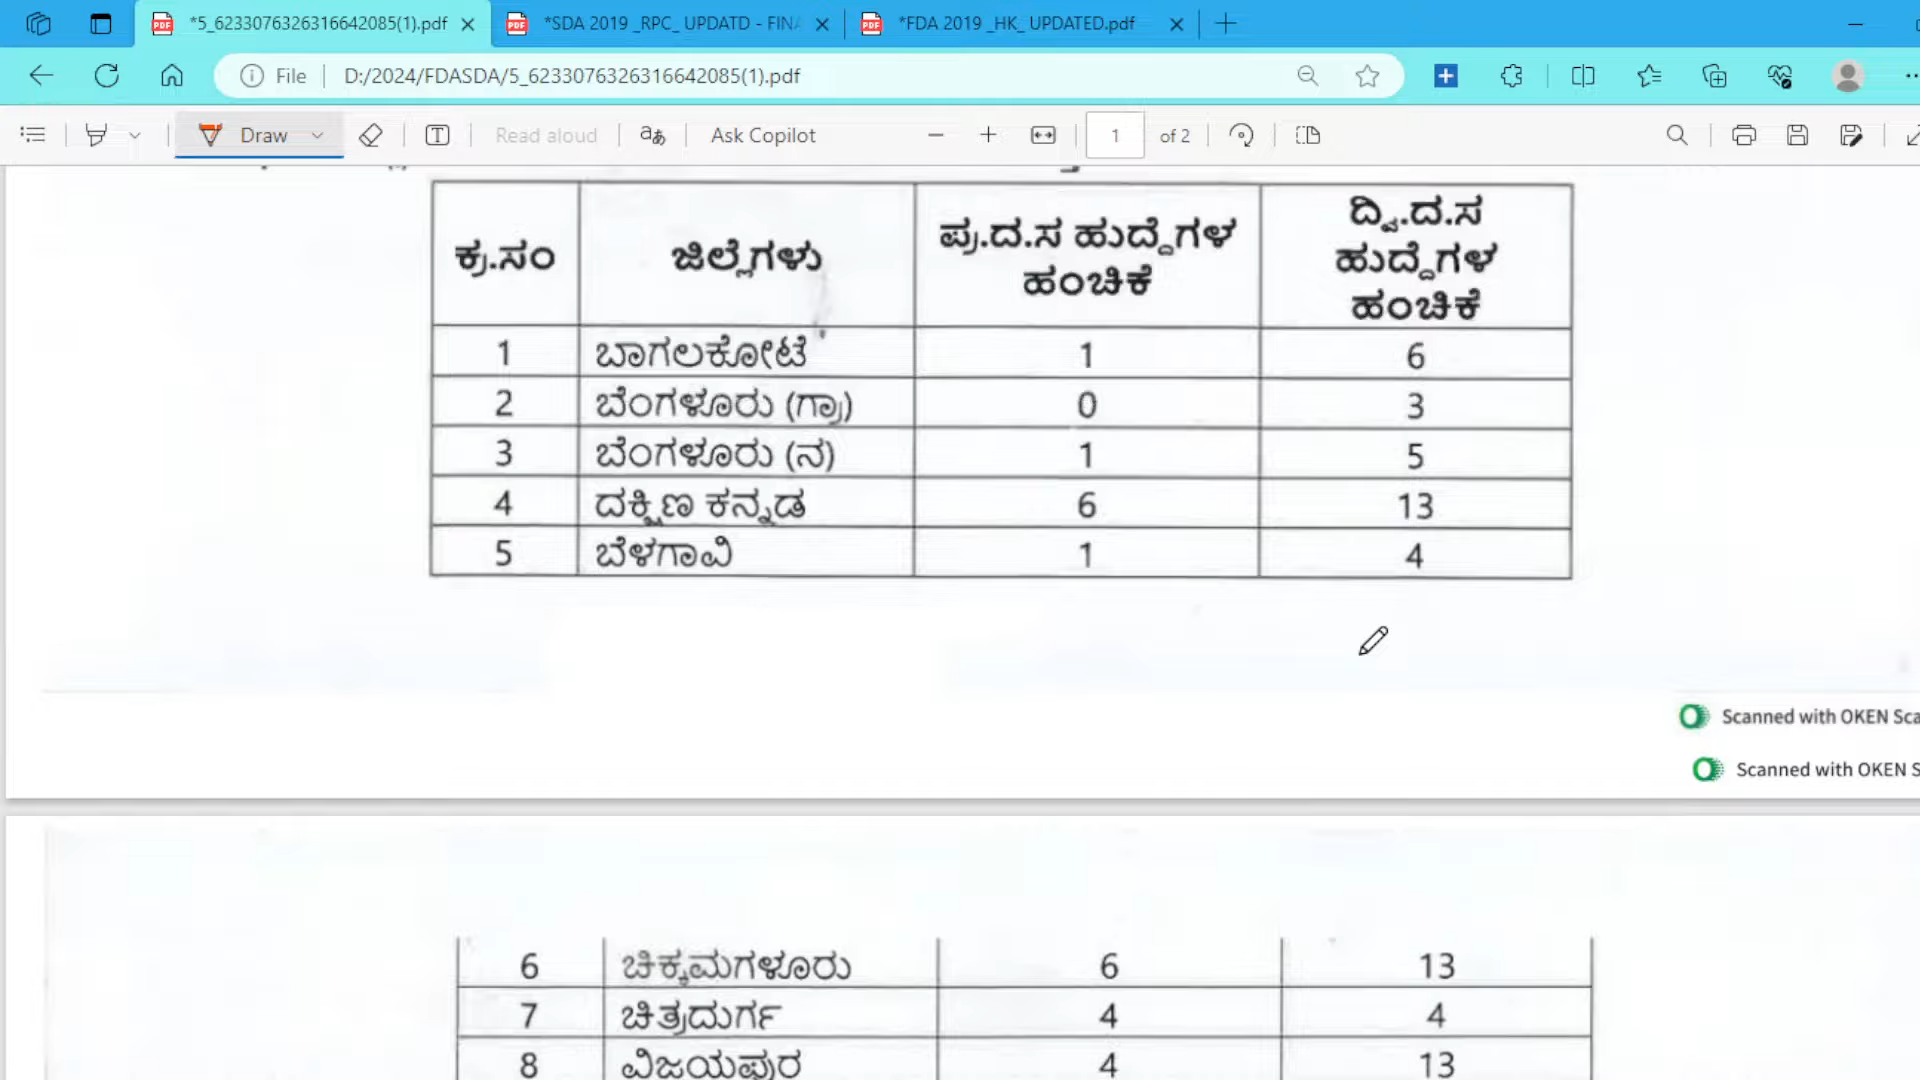 *5_6233076326316642085(1).pdf
*SDA 2019 _RPC_ UPDATD - FINA
*FDA 2019 _HK_ UPDATED.pdf
File D:/2024/FDASDA/5_6233076326316642085(1).pdf
Draw
Read aloud
aあ
Ask Copilot
1 of 2
ಕ್ರ.ಸಂ ಜಿಲ್ಲೆಗಳು ಪ್ರ.ದ.ಸ ಹುದ್ದೆಗಳ ಹಂಚಿಕೆ ದ್ವಿ.ದ.ಸ ಹುದ್ದೆಗಳ ಹಂಚಿಕೆ
1 ಬಾಗಲಕೋಟೆ 1 6
2 ಬೆಂಗಳೂರು (ಗ್ರಾ) 0 3
3 ಬೆಂಗಳೂರು (ನ) 1 5
4 ದಕ್ಷಿಣ ಕನ್ನಡ 6 13
5 ಬೆಳಗಾವಿ 1 4
Scanned with OKEN Sca
Scanned with OKEN S
6 ಚಿಕ್ಕಮಗಳೂರು 6 13
7 ಚಿತ್ರದುರ್ಗ 4 4
8 ವಿಜಯಪುರ 4 13